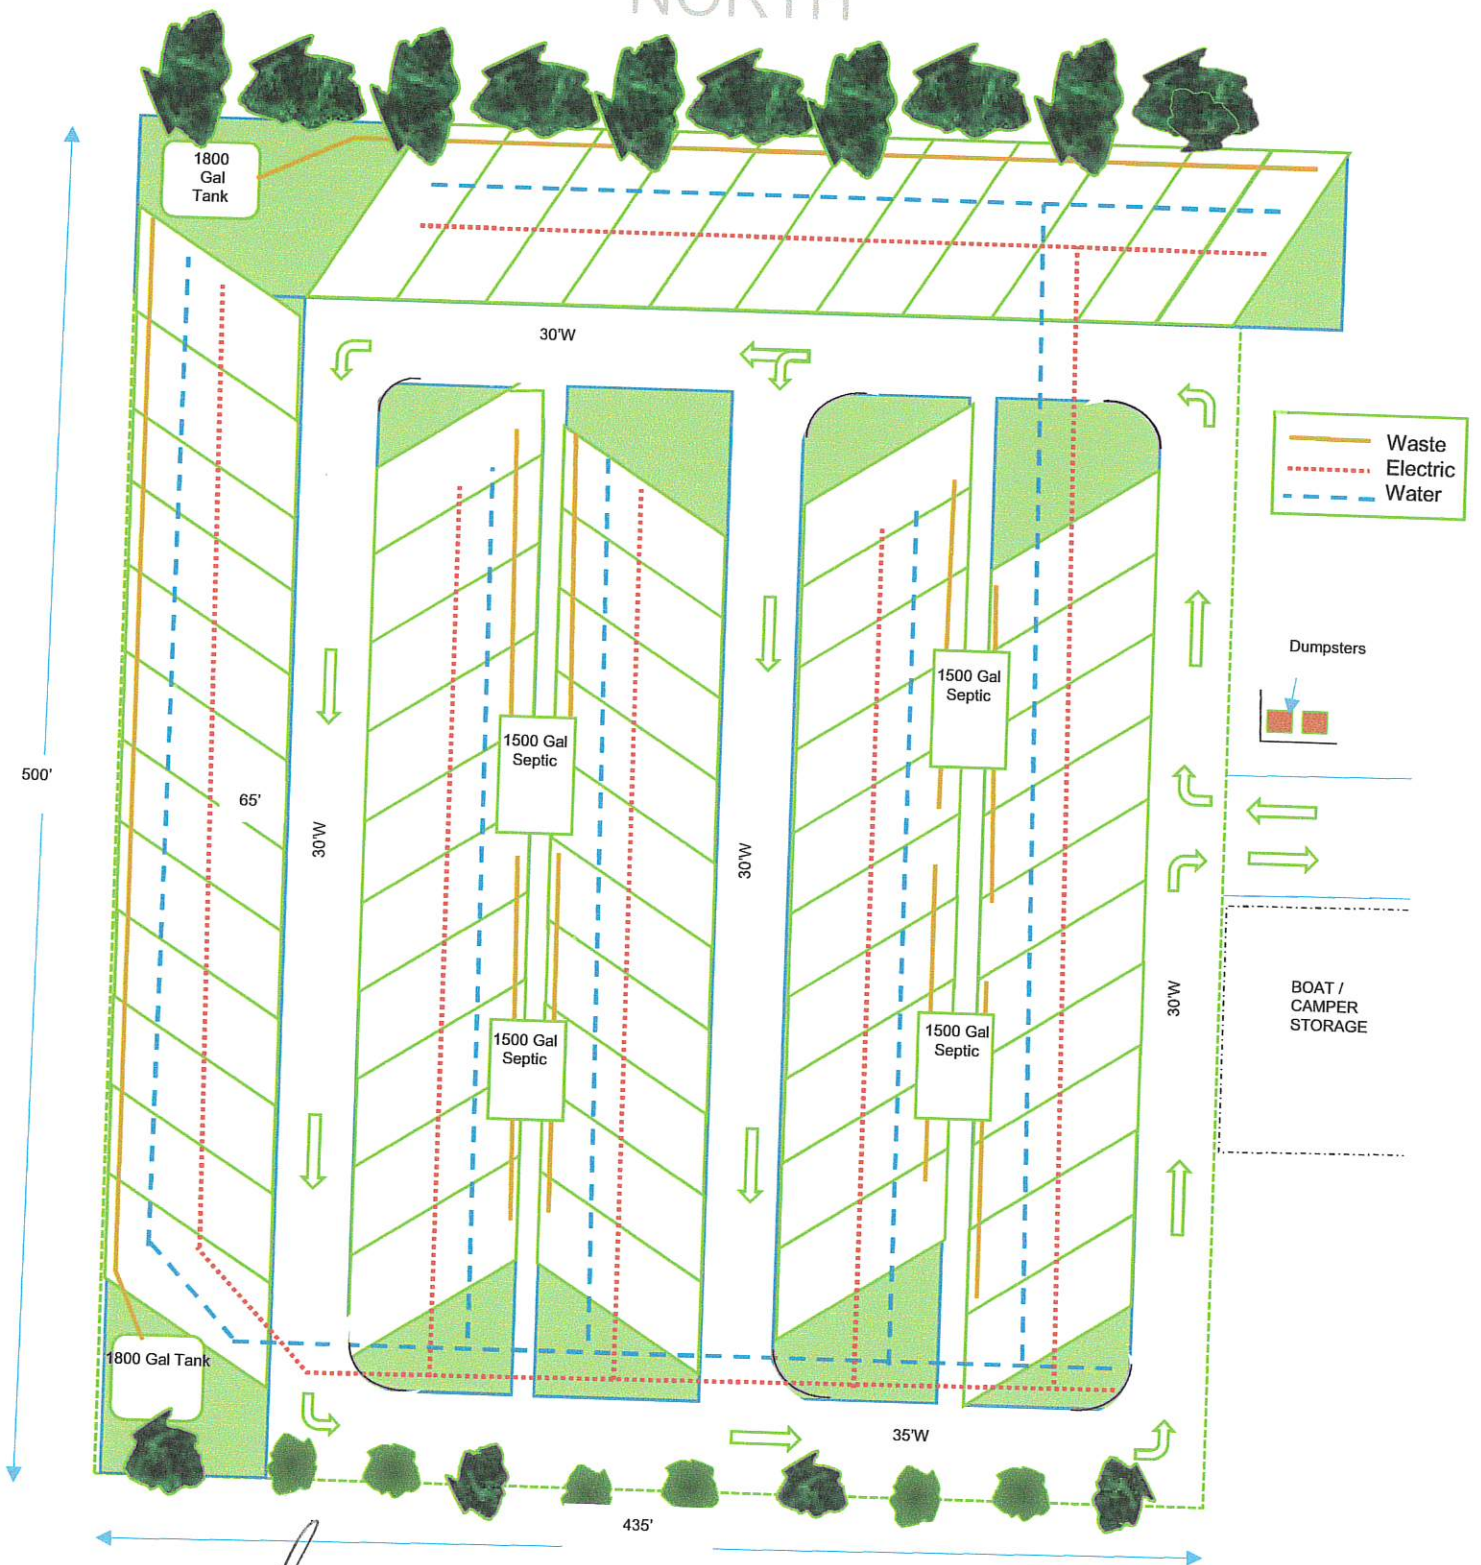 NORTH
1800
Gal
Tank
30'W
Waste
Electric
Water
Dumpsters
1500 Gal
Septic
1500 Gal
Septic
500'
65'
30'W
30'W
30'W
BOAT /
CAMPER
STORAGE
1500 Gal
Septic
1500 Gal
Septic
1800 Gal Tank
35'W
435'